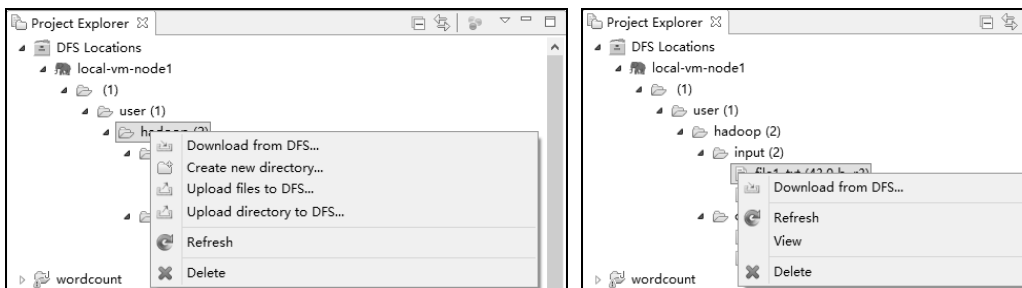 Project Explorer
DFS Locations
local-vm-node1
(1)
user (1)
hadoop (2)
Download from DFS...
Create new directory...
Upload files to DFS...
Upload directory to DFS...
Refresh
Delete
wordcount
Project Explorer
DFS Locations
local-vm-node1
(1)
user (1)
hadoop (2)
input (2)
Download from DFS...
Refresh
View
Delete
wordcount